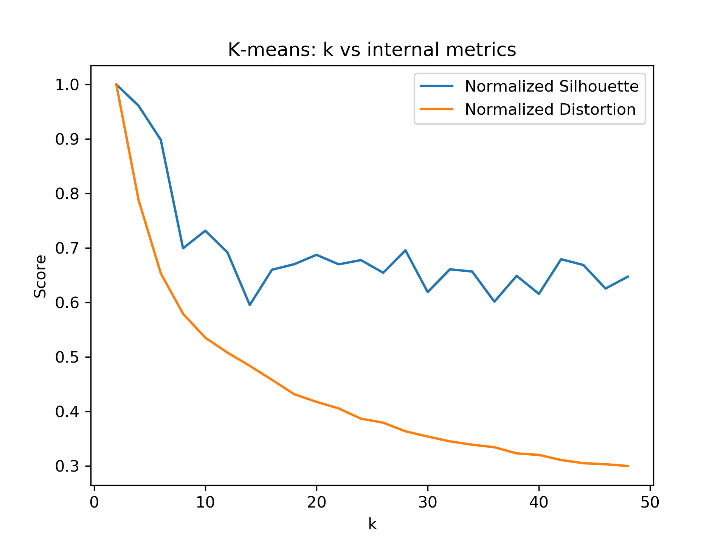 K-means: k vs internal metrics
Normalized Silhouette
Normalized Distortion
Score
1.0
0.9
0.8
0.7
0.6
0.5
0.4
0.3
0 10 20 30 40 50
k